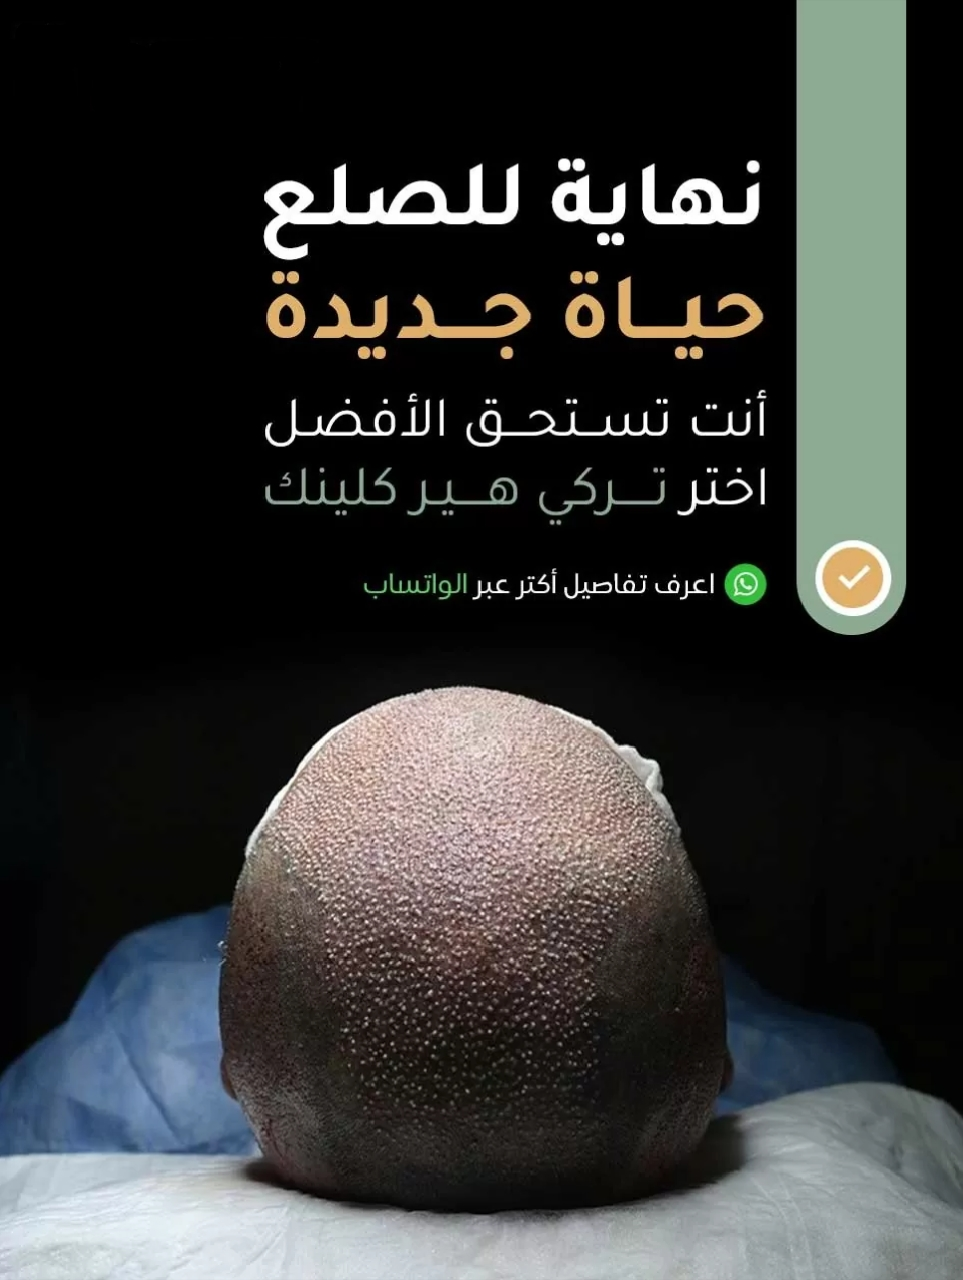 نهاية للصلع
حيـاة جـديدة
أنت تسـتحـق الأفضل
اختر تـركي هـير كلينك
اعرف تفاصيل أكتر عبر الواتساب